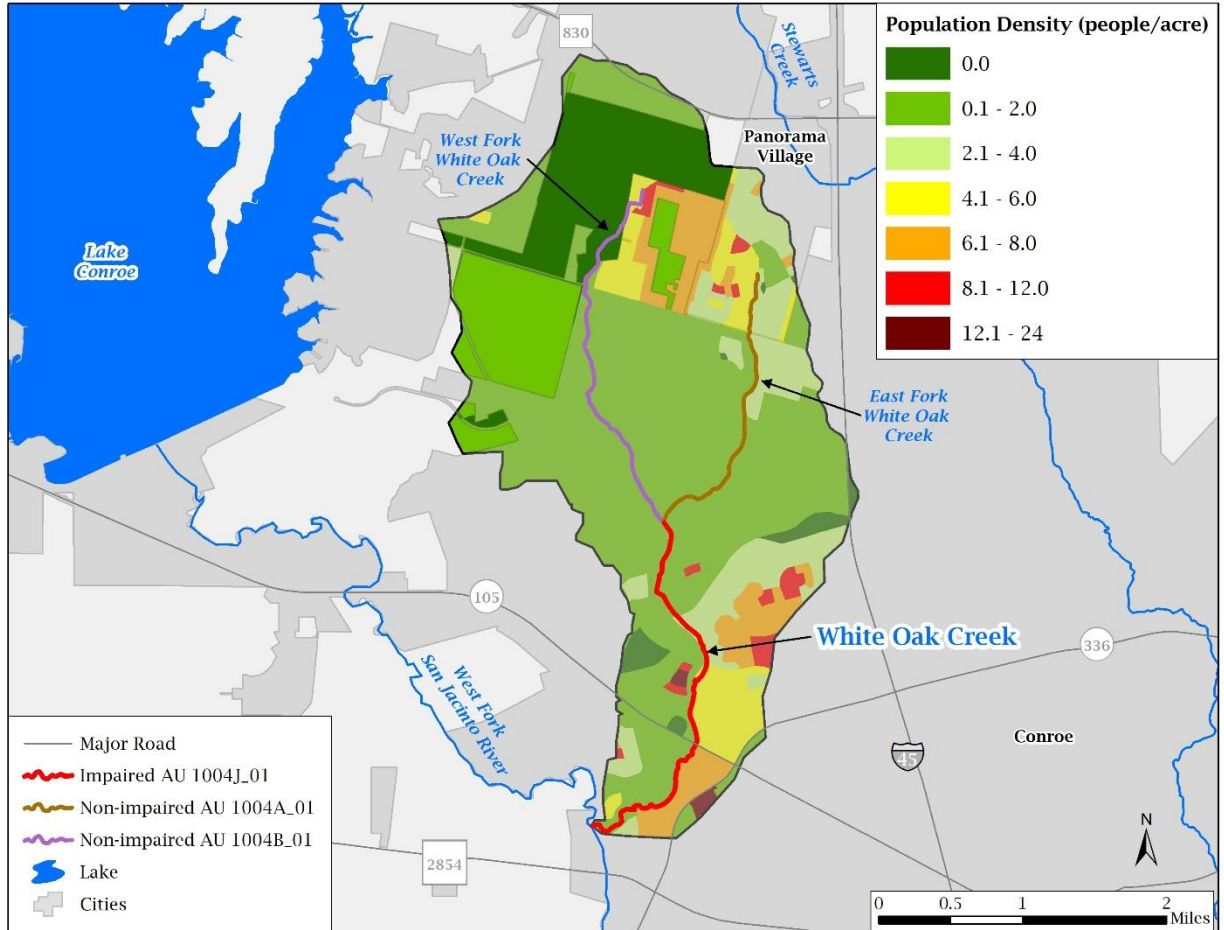 830
Stewarts
Creek
Panorama
Village
West Fork
White Oak
Creek
Lake
Conroe
East Fork
White Oak
Creek
105
White Oak Creek
336
West Fork
San Jacinto River
45
Conroe
2854
Population Density (people/acre)
0.0
0.1 - 2.0
2.1 - 4.0
4.1 - 6.0
6.1 - 8.0
8.1 - 12.0
12.1 - 24
Major Road
Impaired AU 1004J_01
Non-impaired AU 1004A_01
Non-impaired AU 1004B_01
Lake
Cities
N
0 0.5 1 2
Miles